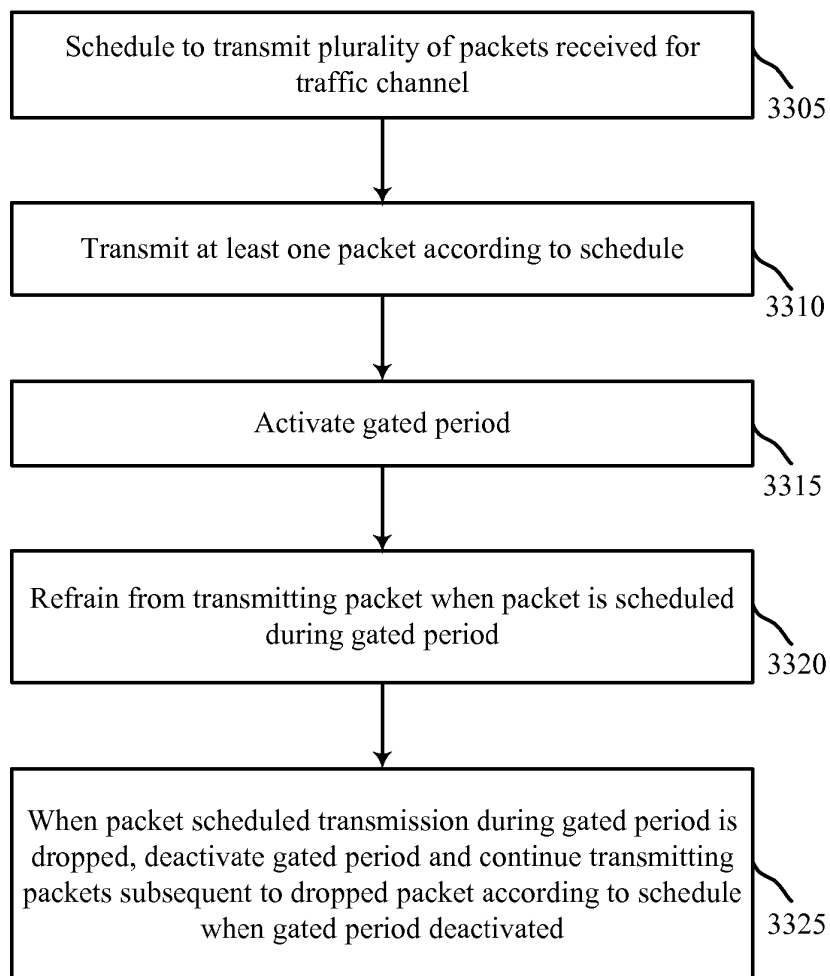 Schedule to transmit plurality of packets received for
traffic channel
3305
Transmit at least one packet according to schedule
3310
Activate gated period
3315
Refrain from transmitting packet when packet is scheduled
during gated period
3320
When packet scheduled transmission during gated period is
dropped, deactivate gated period and continue transmitting
packets subsequent to dropped packet according to schedule
when gated period deactivated
3325